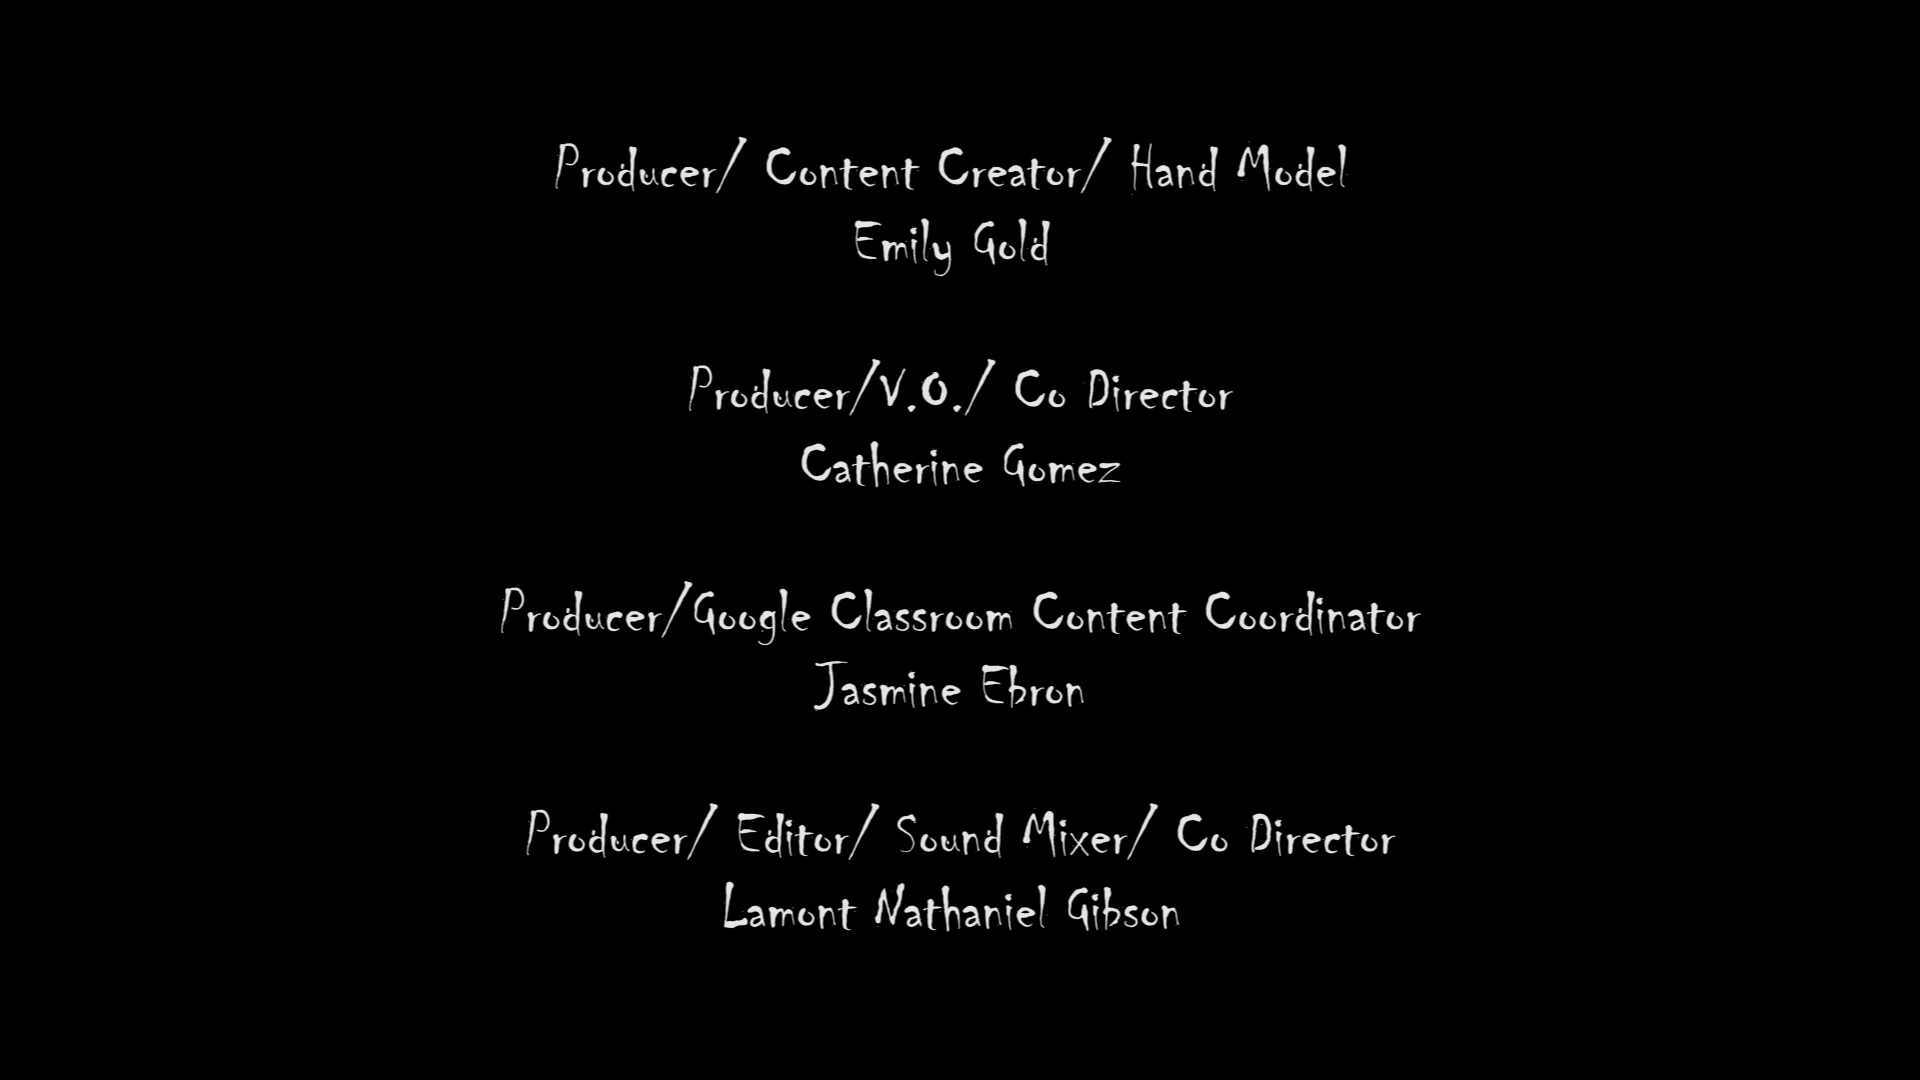 Producer/ Content Creator/ Hand Model
Emily Gold
Producer/V.O./ Co Director
Catherine Gomez
Producer/Google Classroom Content Coordinator
Jasmine Ebron
Producer/ Editor/ Sound Mixer/ Co Director
Lamont Nathaniel Gibson